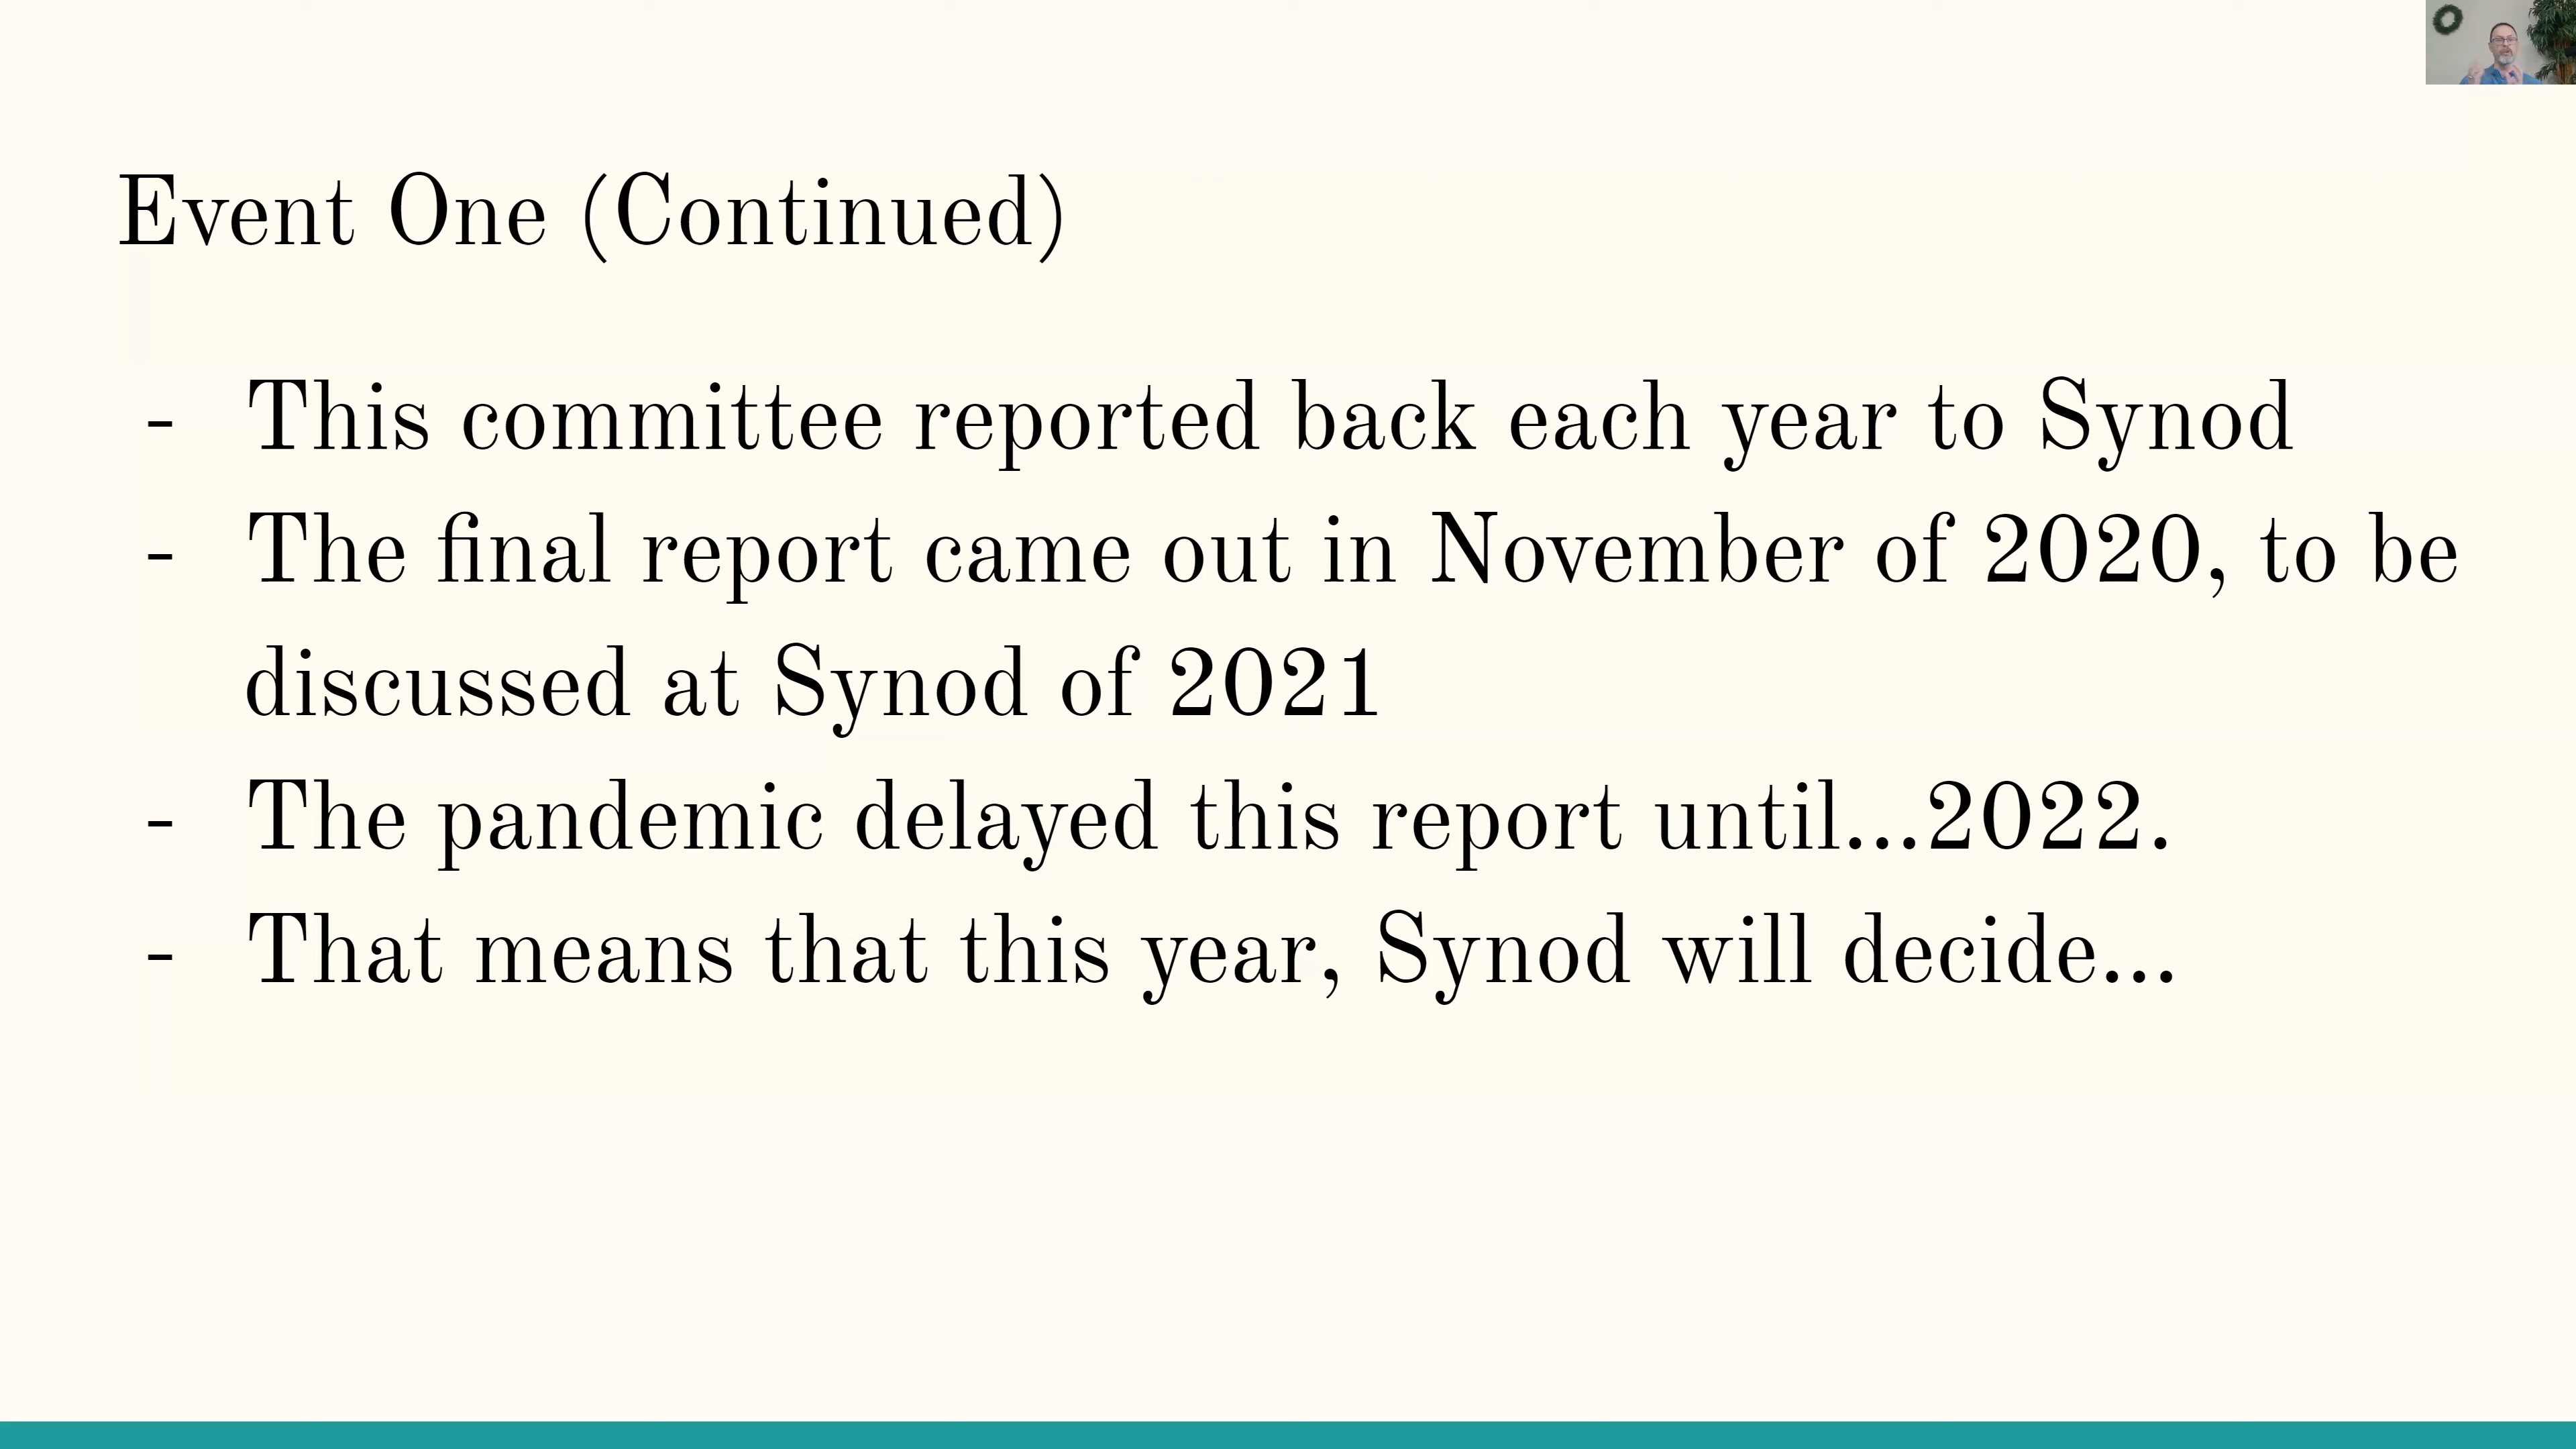 Event One (Continued)
- This committee reported back each year to Synod
- The final report came out in November of 2020, to be
discussed at Synod of 2021
- The pandemic delayed this report until...2022.
- That means that this year, Synod will decide...